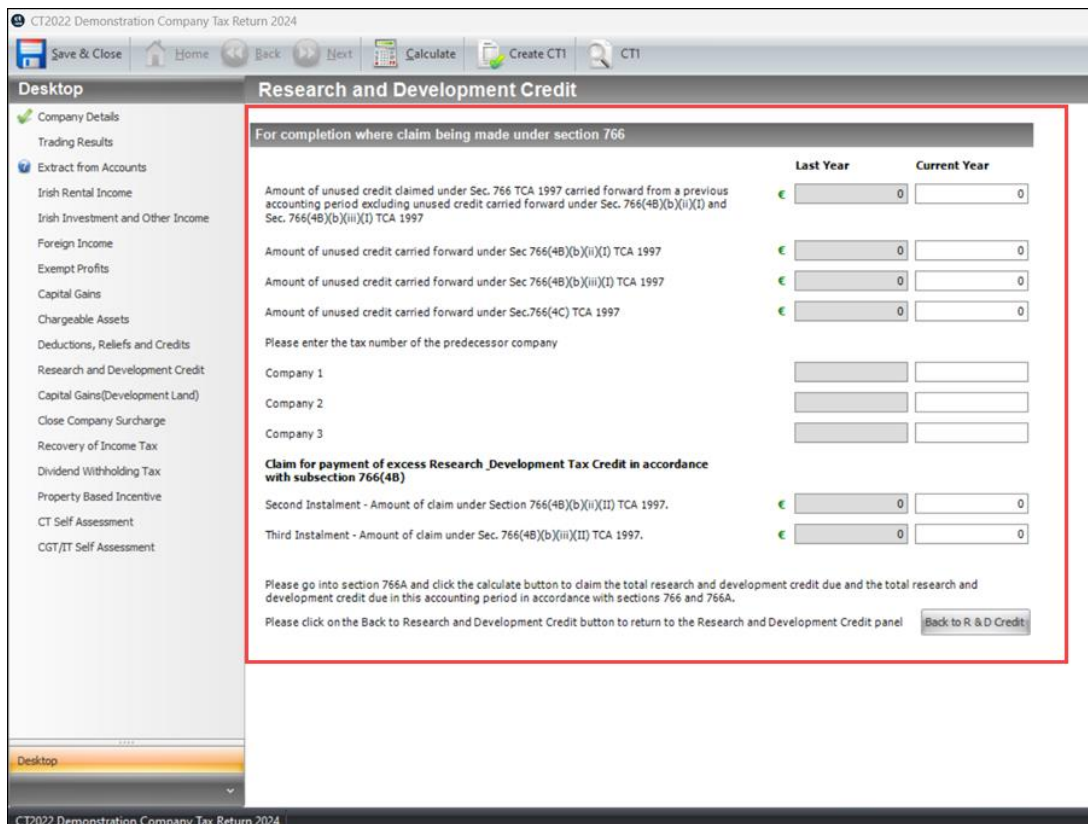 CT2022 Demonstration Company Tax Return 2024
Save & Close
Home
Back
Next
Calculate
Create CT1
CT1
Desktop
Company Details
Trading Results
Extract from Accounts
Irish Rental Income
Irish Investment and Other Income
Foreign Income
Exempt Profits
Capital Gains
Chargeable Assets
Deductions, Reliefs and Credits
Research and Development Credit
Capital Gains(Development Land)
Close Company Surcharge
Recovery of Income Tax
Dividend Withholding Tax
Property Based Incentive
CT Self Assessment
CGT/IT Self Assessment
Desktop
Research and Development Credit
For completion where claim being made under section 766
Last Year Current Year
Amount of unused credit claimed under Sec. 766 TCA 1997 carried forward from a previous € 0 0
accounting period excluding unused credit carried forward under Sec. 766(4B)(b)(ii)(I) and
Sec. 766(4B)(b)(iii)(I) TCA 1997
Amount of unused credit carried forward under Sec 766(4B)(b)(ii)(I) TCA 1997 € 0 0
Amount of unused credit carried forward under Sec 766(4B)(b)(iii)(I) TCA 1997 € 0 0
Amount of unused credit carried forward under Sec.766(4C) TCA 1997 € 0 0
Please enter the tax number of the predecessor company
Company 1
Company 2
Company 3
Claim for payment of excess Research _Development Tax Credit in accordance
with subsection 766(4B)
Second Instalment - Amount of claim under Section 766(4B)(b)(ii)(II) TCA 1997. € 0 0
Third Instalment - Amount of claim under Sec. 766(4B)(b)(iii)(II) TCA 1997. € 0 0
Please go into section 766A and click the calculate button to claim the total research and development credit due and the total research and
development credit due in this accounting period in accordance with sections 766 and 766A.
Please click on the Back to Research and Development Credit button to return to the Research and Development Credit panel Back to R & D Credit
CT2022 Demonstration Company Tax Return 2024